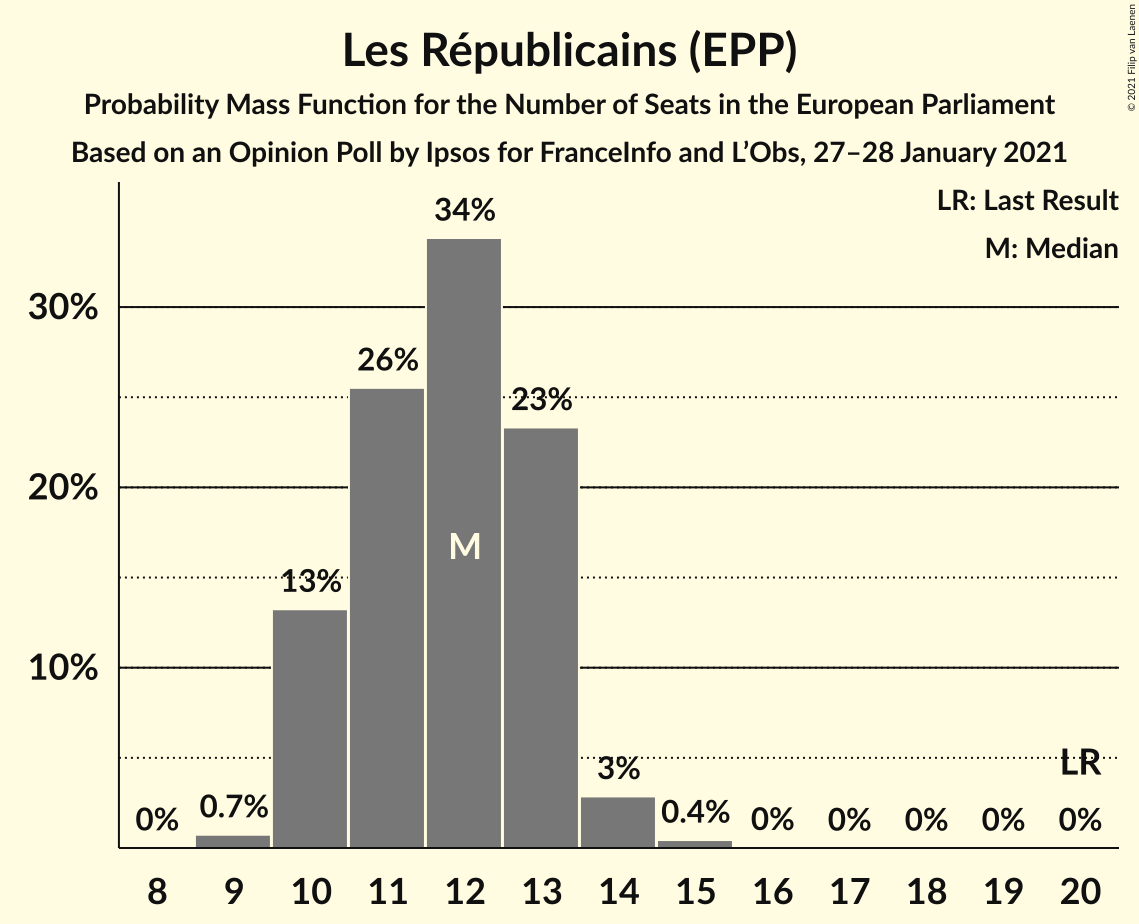 Les Républicains (EPP)
Probability Mass Function for the Number of Seats in the European Parliament
Based on an Opinion Poll by Ipsos for FranceInfo and L’Obs, 27–28 January 2021
© 2021 Filip van Laenen
LR: Last Result
M: Median
34%
30%
26%
23%
20%
M
13%
10%
LR
3%
0% 0.7% 0.4% 0% 0% 0% 0% 0%
8 9 10 11 12 13 14 15 16 17 18 19 20